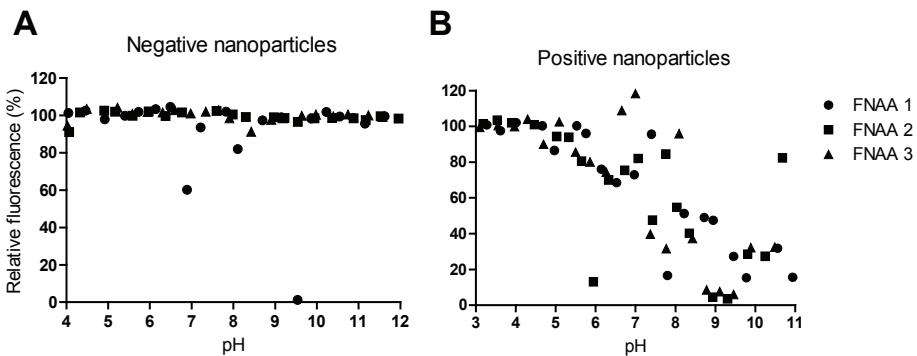 A
Negative nanoparticles
Relative fluorescence (%)
120
100
80
60
40
20
0
4 5 6 7 8 9 10 11 12
pH
B
Positive nanoparticles
120
100
80
60
40
20
0
3 4 5 6 7 8 9 10 11
pH
FNAA 1
FNAA 2
FNAA 3